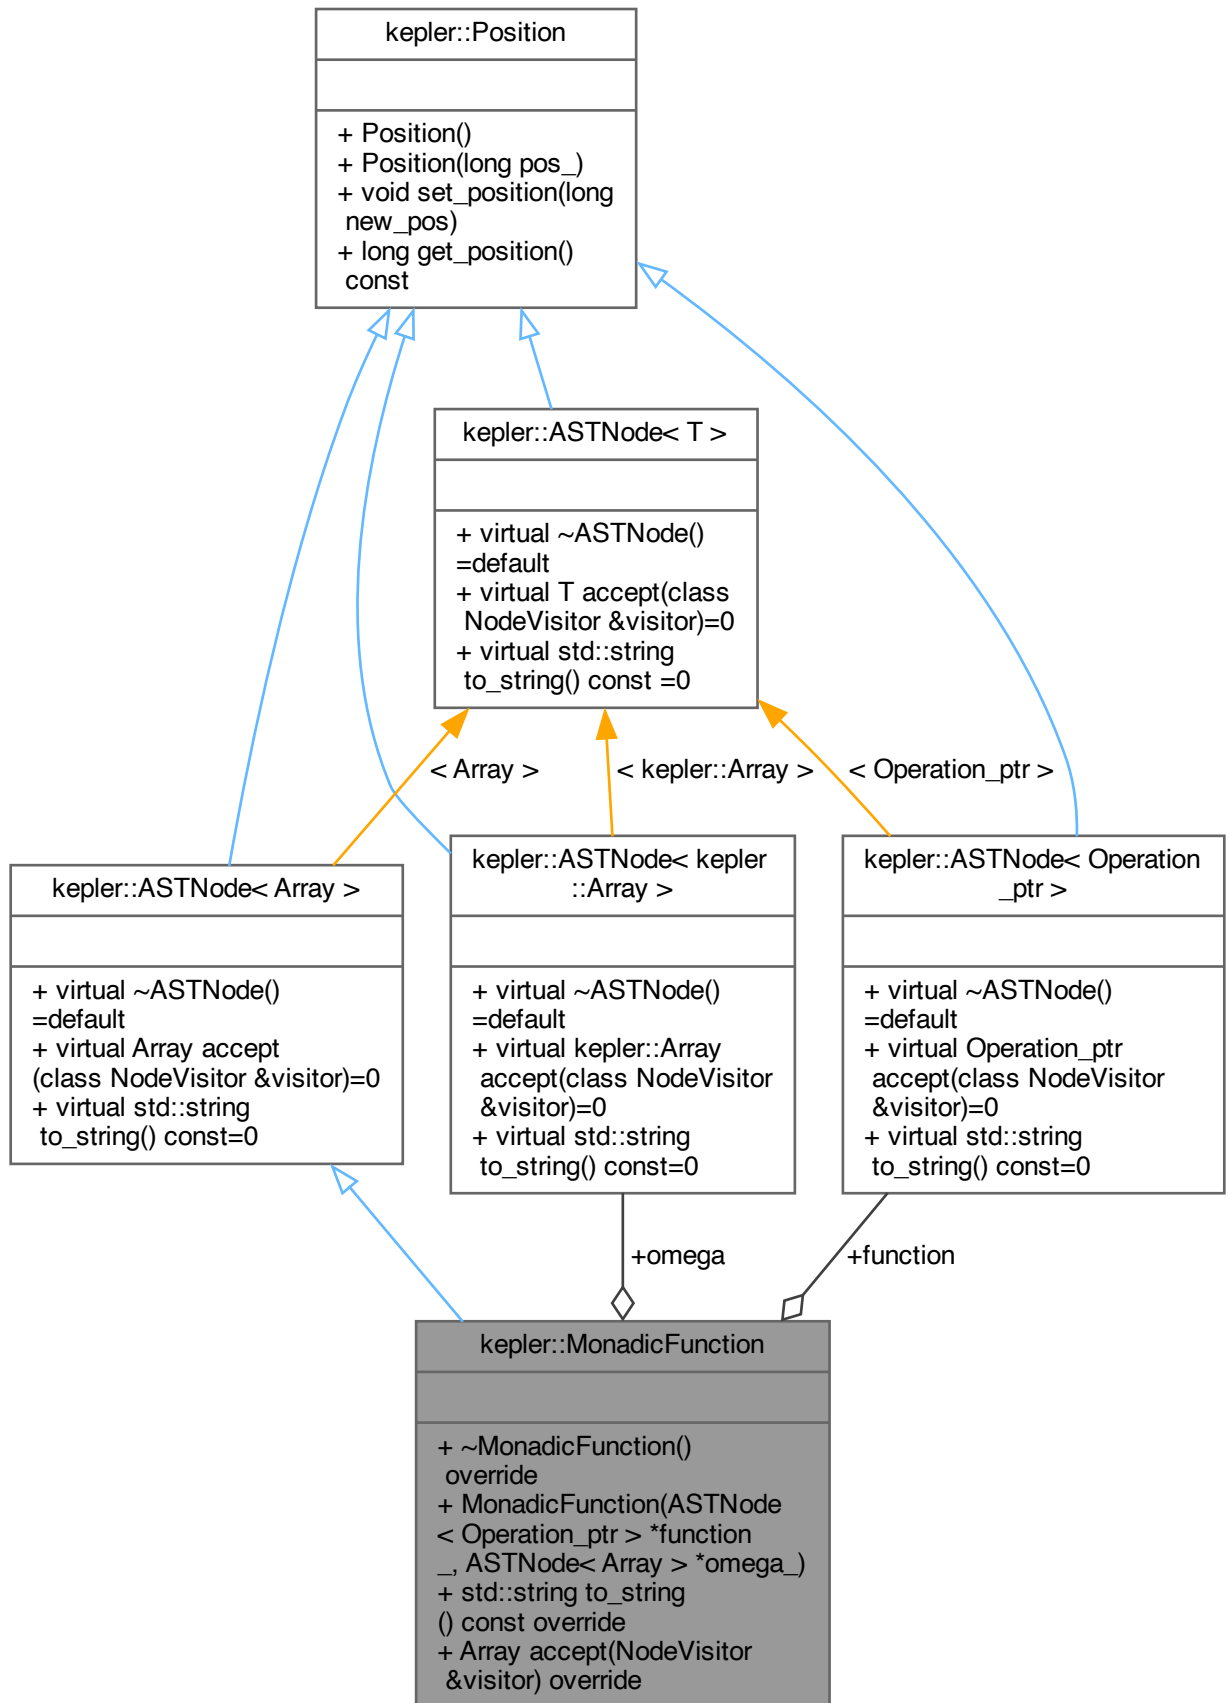 kepler::Position
+ Position()
+ Position(long pos_)
+ void set_position(long
new_pos)
+ long get_position()
const
kepler::ASTNode< T >
+ virtual ~ASTNode()
=default
+ virtual T accept(class
NodeVisitor &visitor)=0
+ virtual std::string
to_string() const =0
< Array >
< kepler::Array >
< Operation_ptr >
kepler::ASTNode< Array >
+ virtual ~ASTNode()
=default
+ virtual Array accept
(class NodeVisitor &visitor)=0
+ virtual std::string
to_string() const=0
kepler::ASTNode< kepler
::Array >
+ virtual ~ASTNode()
=default
+ virtual kepler::Array
accept(class NodeVisitor
&visitor)=0
+ virtual std::string
to_string() const=0
kepler::ASTNode< Operation
_ptr >
+ virtual ~ASTNode()
=default
+ virtual Operation_ptr
accept(class NodeVisitor
&visitor)=0
+ virtual std::string
to_string() const=0
+omega
+function
kepler::MonadicFunction
+ ~MonadicFunction()
override
+ MonadicFunction(ASTNode
< Operation_ptr > *function
_, ASTNode< Array > *omega_)
+ std::string to_string
() const override
+ Array accept(NodeVisitor
&visitor) override